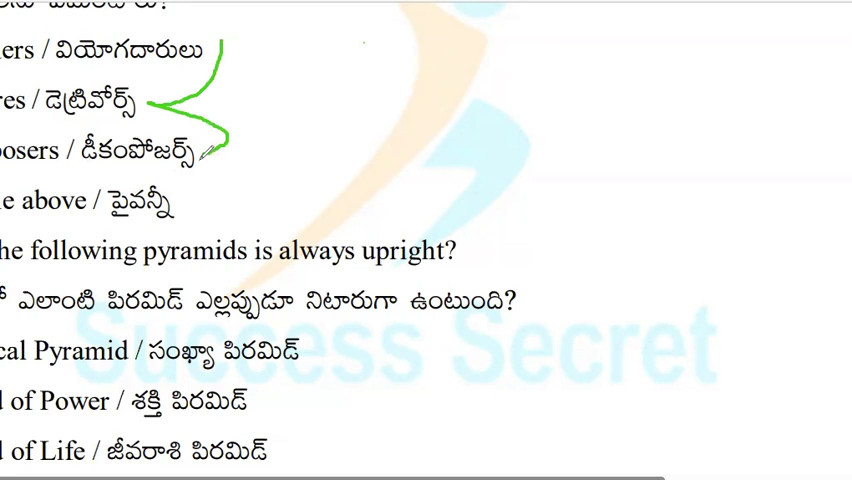 ers / వియోగదారులు
res / డెట్రివోర్స్
posers / డీకంపోజర్స్
e above / పైవన్నీ
he following pyramids is always upright?
ఎలాంటి పిరమిడ్ ఎల్లప్పుడూ నిటారుగా ఉంటుంది?
cal Pyramid / సంఖ్యా పిరమిడ్
d of Power / శక్తి పిరమిడ్
d of Life / జీవరాశి పిరమిడ్
Success Secret